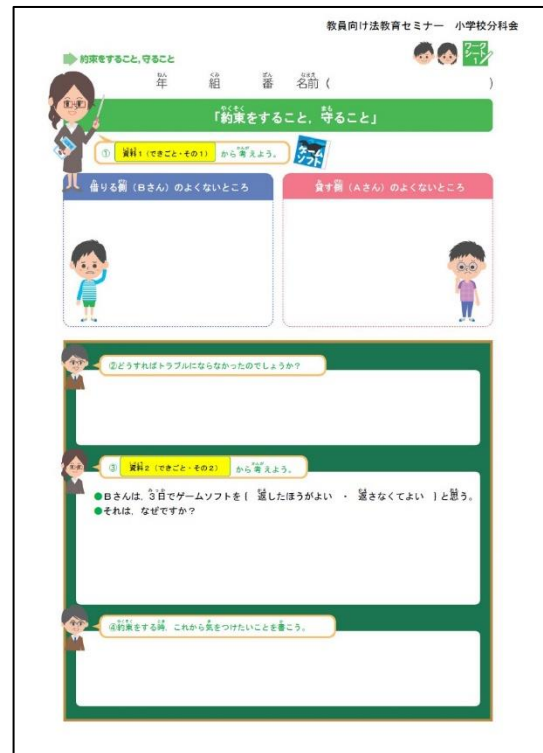 教員向け法教育セミナー 小学校分科会
約束をすること，守ること
ワークシート1
年 組 番 名前（ ）
「約束をすること，守ること」
① 資料1（できごと・その1） から考えよう。
ゲームソフト
借りる側（Bさん）のよくないところ
貸す側（Aさん）のよくないところ
②どうすればトラブルにならなかったのでしょうか？
③ 資料2（できごと・その2） から考えよう。
●Bさんは，3日でゲームソフトを｛ 返したほうがよい ・ 返さなくてよい ｝と思う。
●それは，なぜですか？
④約束をする時，これから気をつけたいことを書こう。